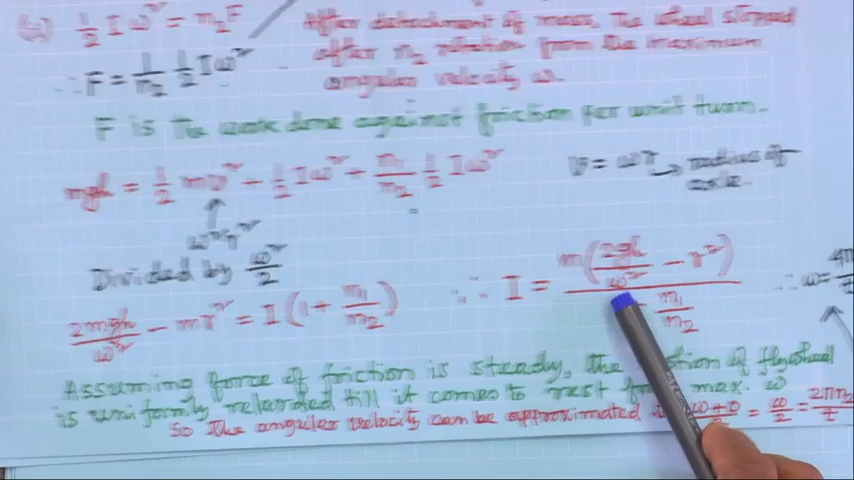 ½ I ω² = m₂F
After detachment of mass, the wheel stopped
after n₂ rotation from the maximum
angular velocity ω.
∴ F = 1/n₂ ½ Iω²
F is the work done against friction per unit turn.
mgh = ½ mv² + ½ Iω² + n₁/n₂ ½ Iω²
v = ωr → radius of
axle.
ω²r²
Divided by ω²/2
2mgh/ω² - mr² = I(1 + n₁/n₂)
∴ I = m(2gh/ω² - r²) / n₁/n₂
∴ ω = 4π
Assuming force of friction is steady, the motion of flywheel
is uniformly retarded till it comes to rest from max. ω
So the angular velocity can be approximated ω+0 = ω/2 = 2πn₂/t